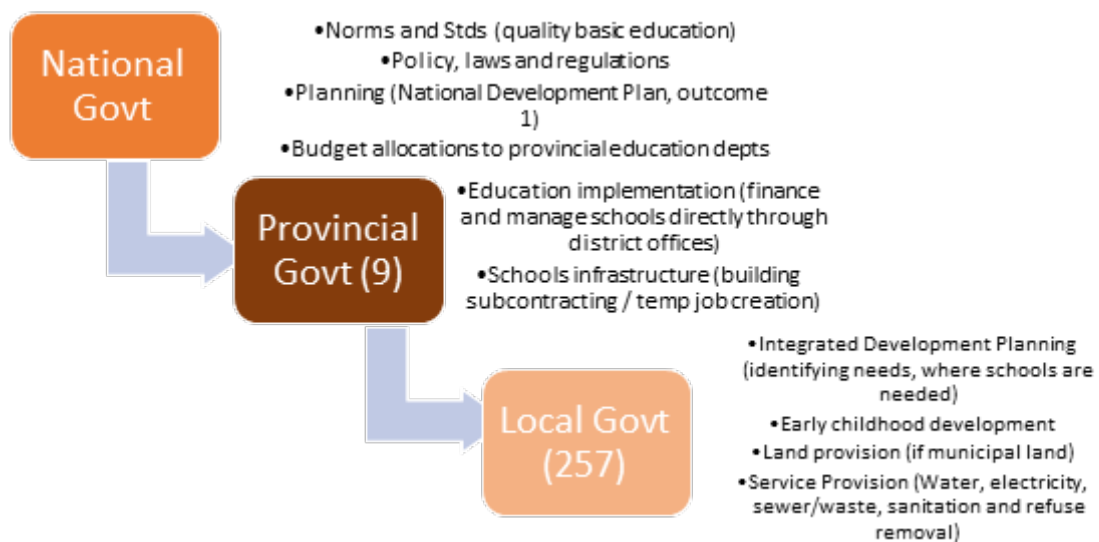 National
Govt
•Norms and Stds (quality basic education)
•Policy, laws and regulations
•Planning (National Development Plan, outcome
1)
•Budget allocations to provincial education depts
Provincial
Govt (9)
•Education implementation (finance
and manage schools directly through
district offices)
•Schools infrastructure (building
subcontracting / temp job creation)
Local Govt
(257)
•Integrated Development Planning
(identifying needs, where schools are
needed)
•Early childhood development
•Land provision (if municipal land)
•Service Provision (Water, electricity,
sewer/waste, sanitation and refuse
removal)